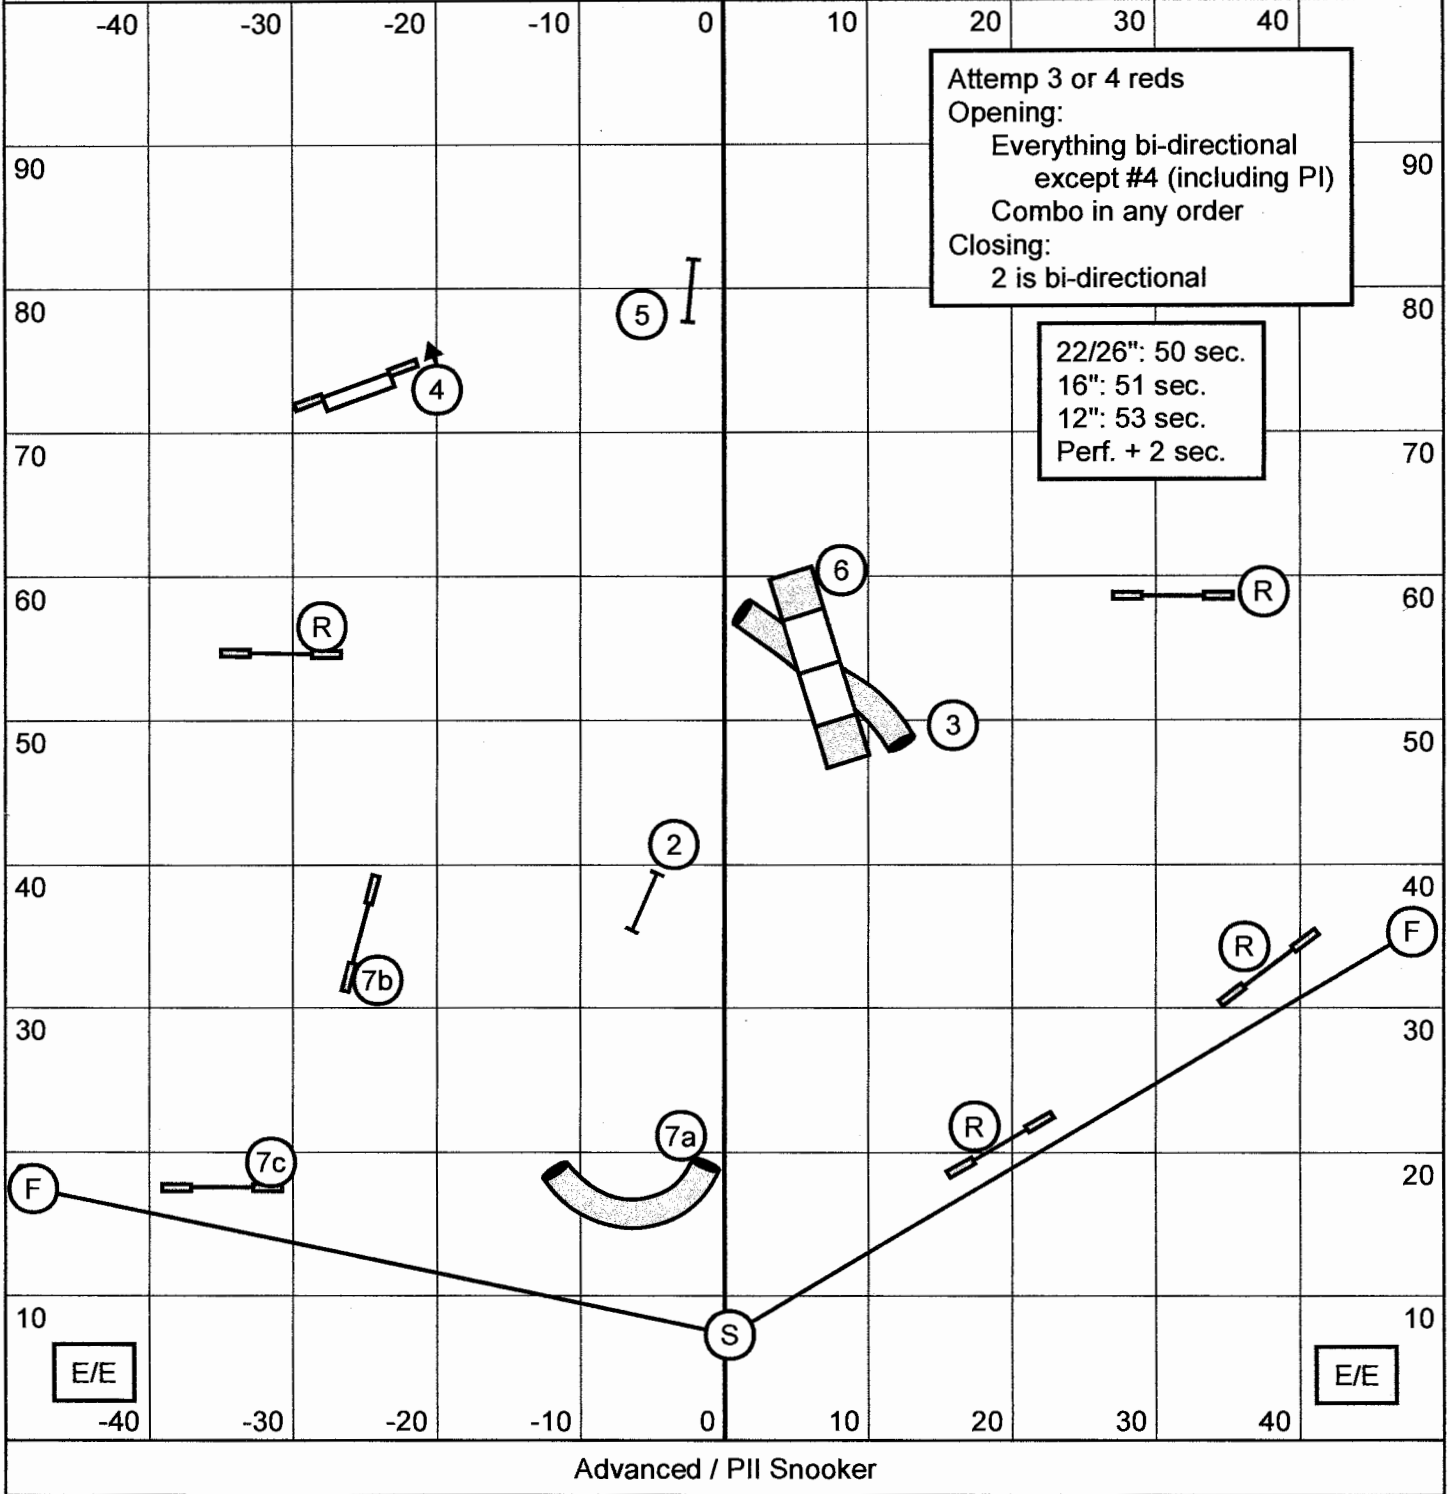 -40 -30 -20 -10 0 10 20 30 40
Attemp 3 or 4 reds
Opening:
Everything bi-directional
except #4 (including PI)
Combo in any order
Closing:
2 is bi-directional
90 90
80 5 80
22/26": 50 sec.
16": 51 sec.
12": 53 sec.
Perf. + 2 sec.
4
70 70
6
60 R R 60
50 3 50
2
40 40
7b R F
30 30
R
7a
7c
F 20 20
10 S 10
E/E E/E
-40 -30 -20 -10 0 10 20 30 40
Advanced / PII Snooker